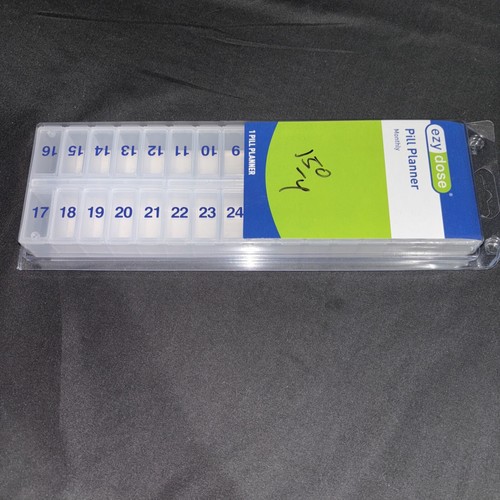 16 15 14 13 12 11 10 9
17 18 19 20 21 22 23 24
1 PILL PLANNER
150
ezy dose®
Pill Planner
Monthly